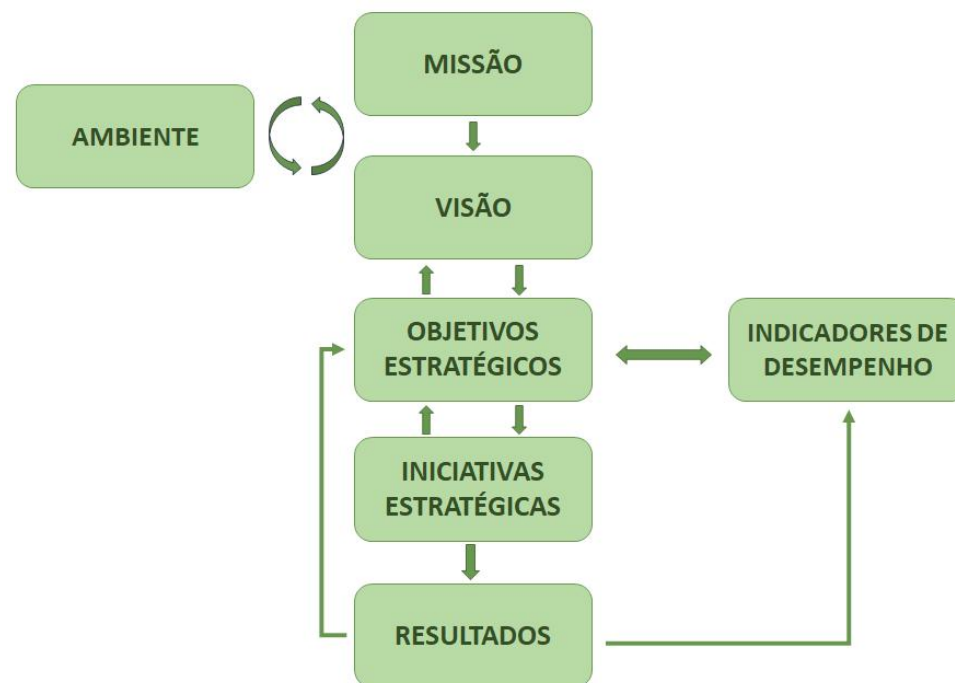 MISSÃO
AMBIENTE
VISÃO
OBJETIVOS
ESTRATÉGICOS
INDICADORES DE
DESEMPENHO
INICIATIVAS
ESTRATÉGICAS
RESULTADOS